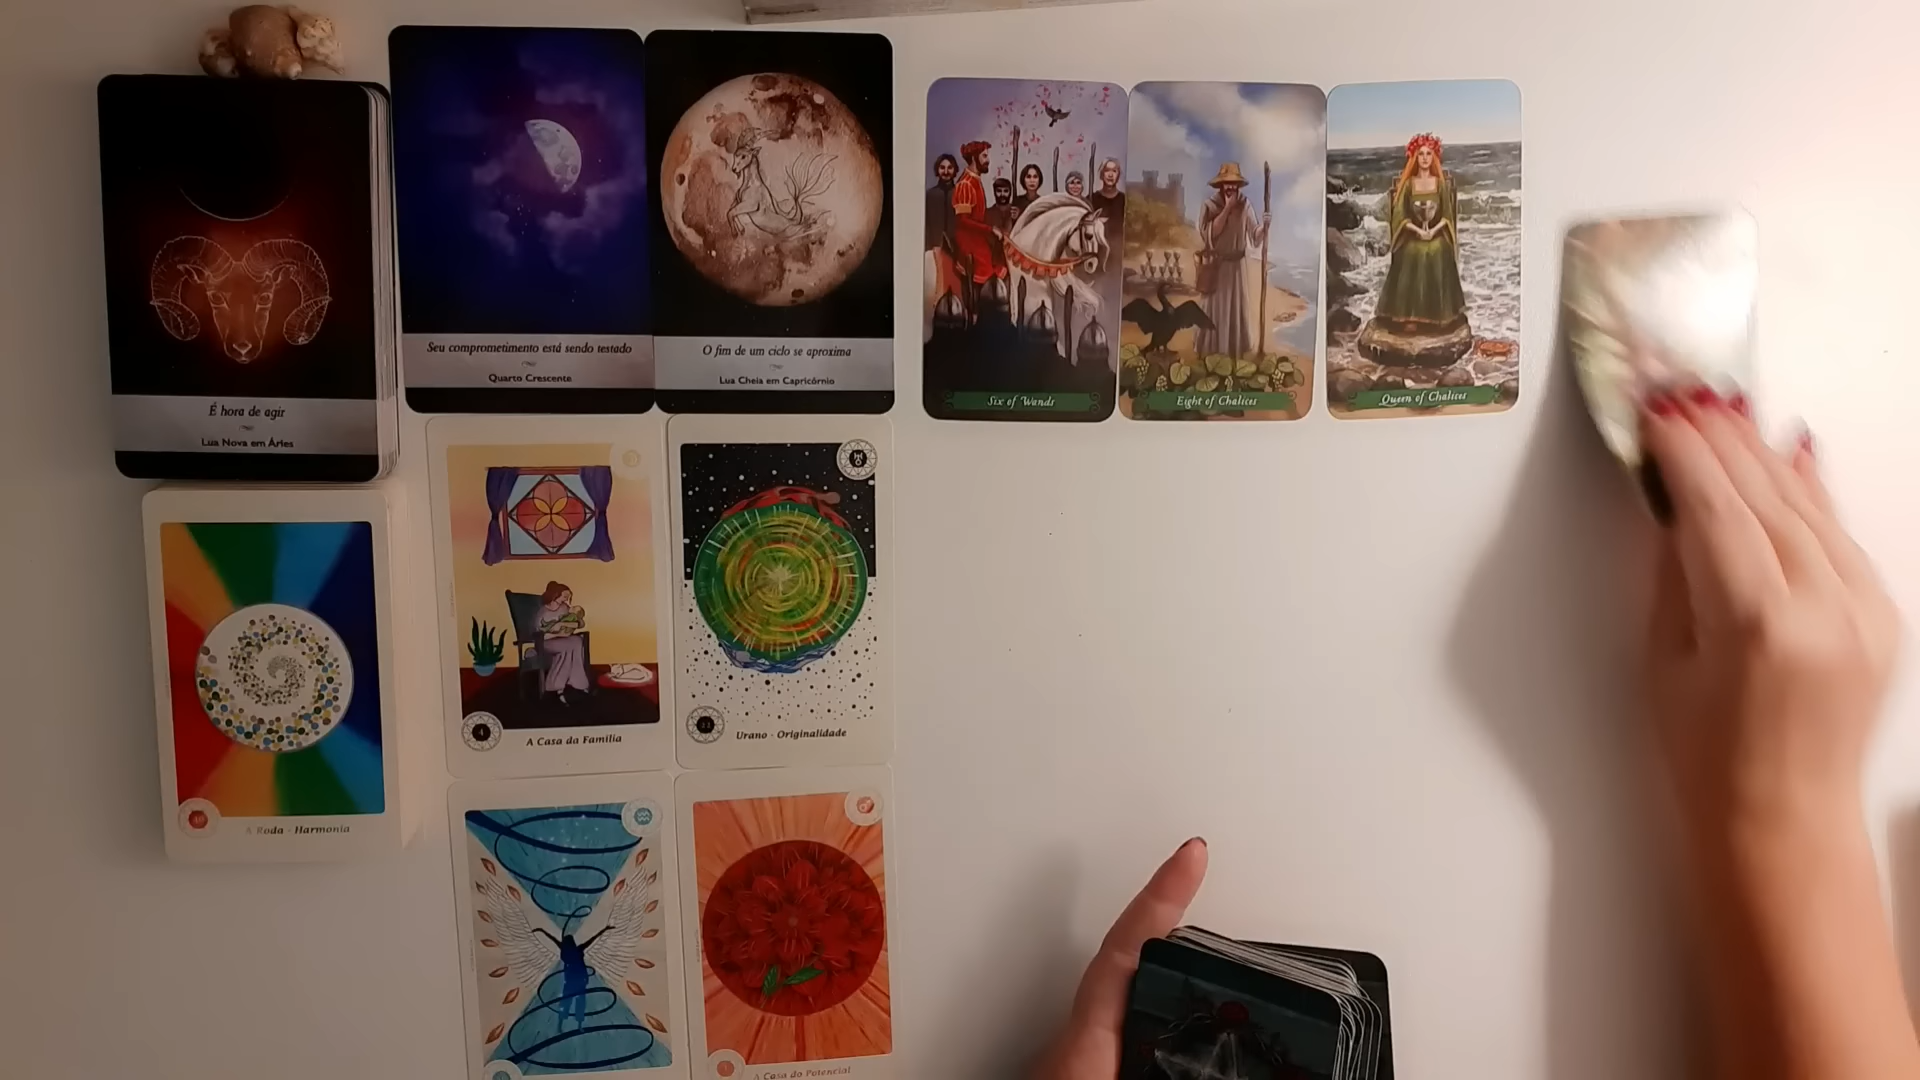 É hora de agir
Lua Nova em Áries
Seu comprometimento está sendo testado
Quarto Crescente
O fim de um ciclo se aproxima
Lua Cheia em Capricórnio
Six of Wands
Eight of Chalices
Queen of Chalices
A Roda - Harmonia
4
A Casa da Família
Urano - Originalidade
A Casa do Potencial